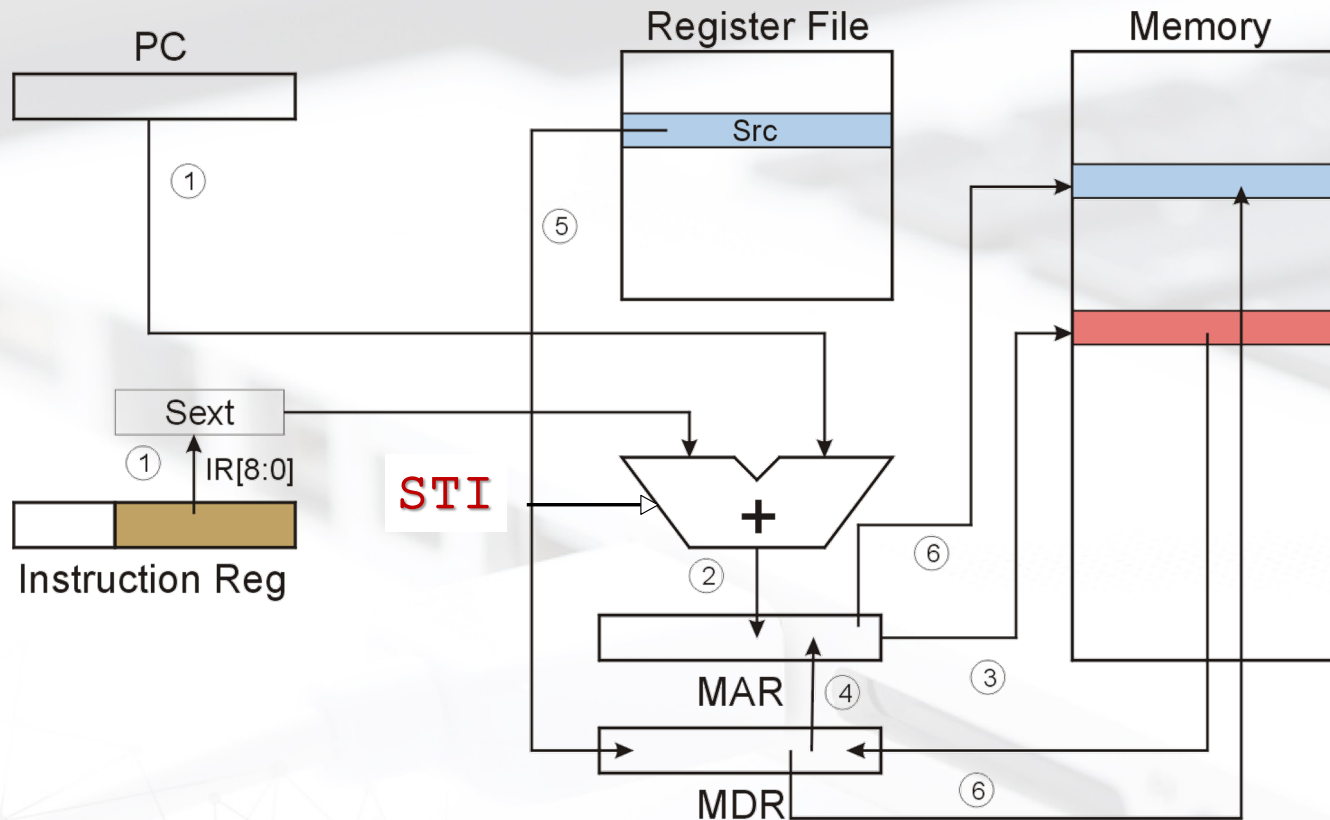 PC
Register File
Memory
Src
1
5
Sext
1
IR[8:0]
STI
+
Instruction Reg
2
6
3
MAR
4
MDR
6